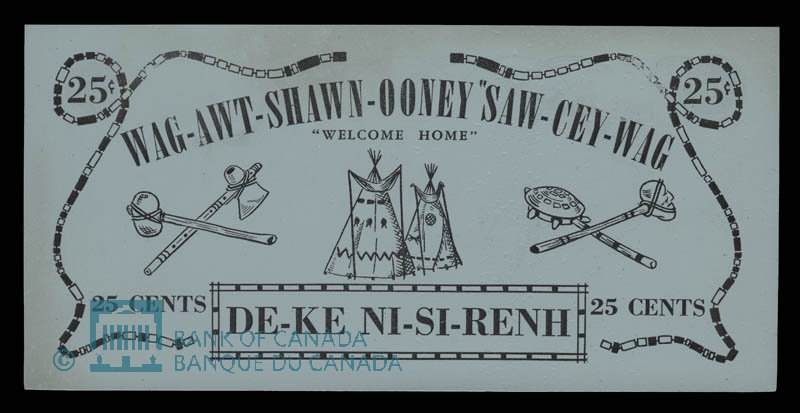 25¢ 25¢
WAG-AWT-SHAWN-OONEY "SAW-CEY-WAG
"WELCOME HOME"
25 CENTS 25 CENTS
DE-KE NI-SI-RENH
© BANK OF CANADA
BANQUE DU CANADA